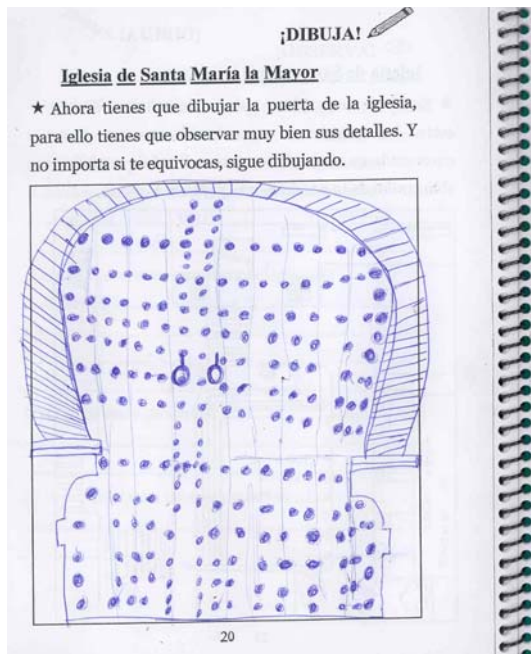 ¡DIBUJA!
Iglesia de Santa María la Mayor
★ Ahora tienes que dibujar la puerta de la iglesia,
para ello tienes que observar muy bien sus detalles. Y
no importa si te equivocas, sigue dibujando.
20